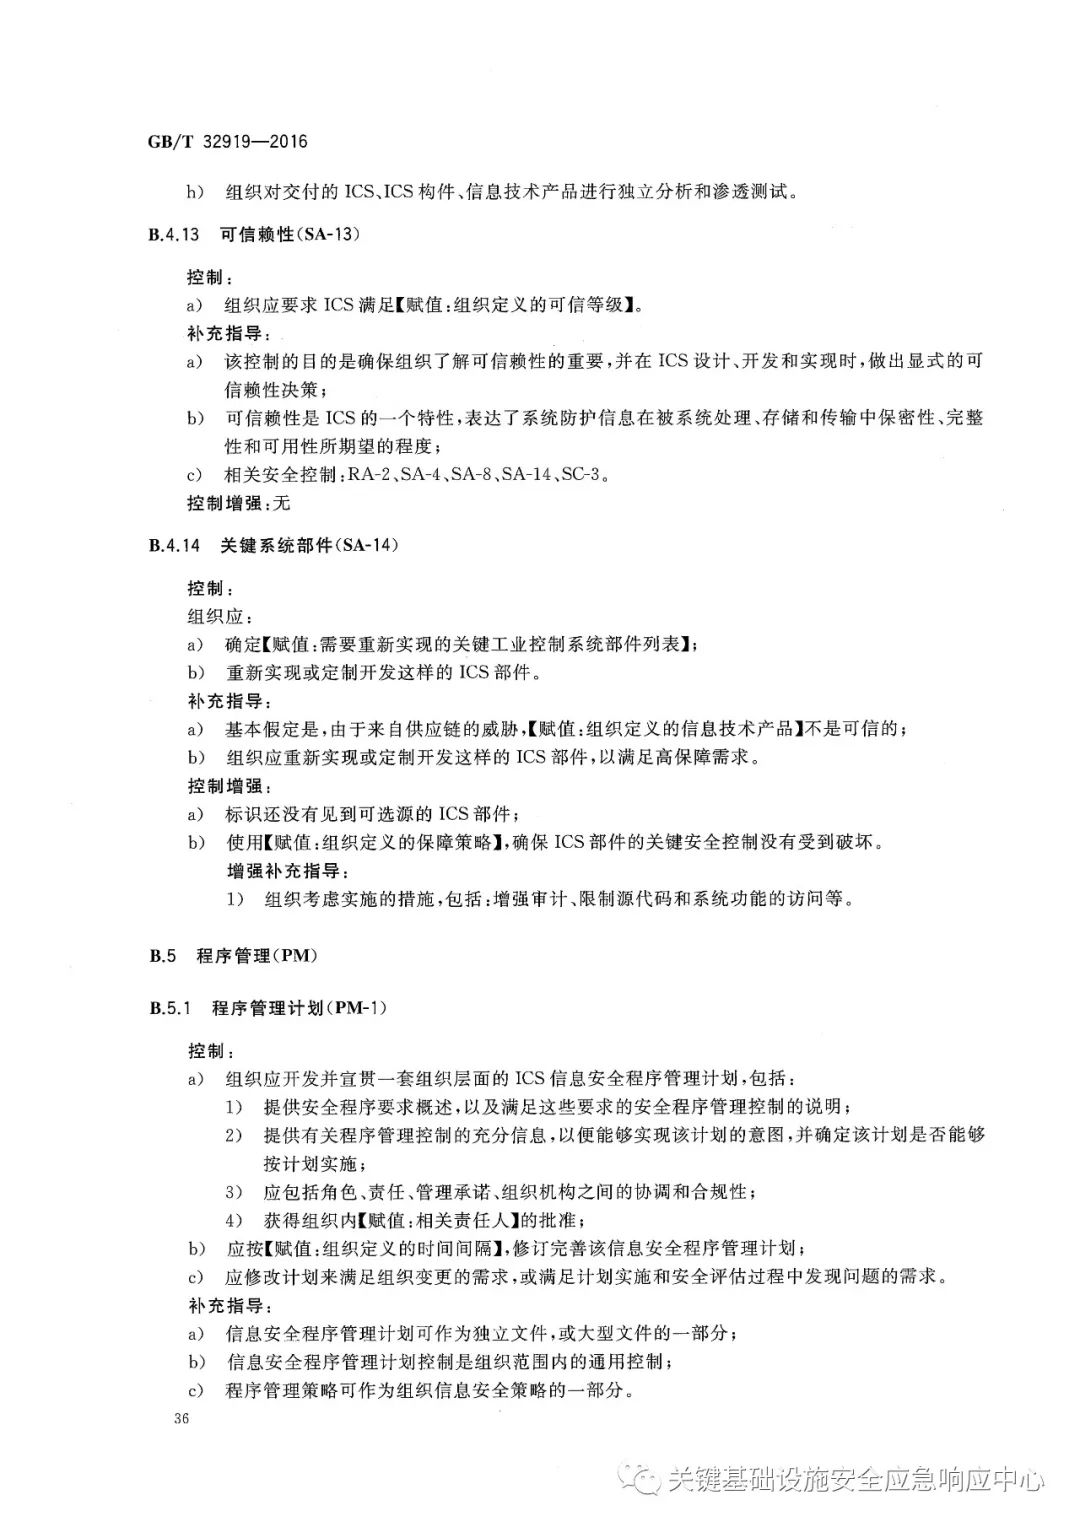 GB/T 32919—2016
h) 组织对交付的 ICS、ICS 构件、信息技术产品进行独立分析和渗透测试。
B.4.13 可信赖性(SA-13)
控制:
a) 组织应要求 ICS 满足【赋值:组织定义的可信等级】。
补充指导:
a) 该控制的目的是确保组织了解可信赖性的重要,并在 ICS 设计、开发和实现时,做出显式的可
信赖性决策;
b) 可信赖性是 ICS 的一个特性,表达了系统防护信息在被系统处理、存储和传输中保密性、完整
性和可用性所期望的程度;
c) 相关安全控制:RA-2、SA-4、SA-8、SA-14、SC-3。
控制增强:无
B.4.14 关键系统部件(SA-14)
控制:
组织应:
a) 确定【赋值:需要重新实现的关键工业控制系统部件列表】;
b) 重新实现或定制开发这样的 ICS 部件。
补充指导:
a) 基本假定是,由于来自供应链的威胁,【赋值:组织定义的信息技术产品】不是可信的;
b) 组织应重新实现或定制开发这样的 ICS 部件,以满足高保障需求。
控制增强:
a) 标识还没有见到可选源的 ICS 部件;
b) 使用【赋值:组织定义的保障策略】,确保 ICS 部件的关键安全控制没有受到破坏。
增强补充指导:
1) 组织考虑实施的措施,包括:增强审计、限制源代码和系统功能的访问等。
B.5 程序管理(PM)
B.5.1 程序管理计划(PM-1)
控制:
a) 组织应开发并宣贯一套组织层面的 ICS 信息安全程序管理计划,包括:
1) 提供安全程序要求概述,以及满足这些要求的安全程序管理控制的说明;
2) 提供有关程序管理控制的充分信息,以便能够实现该计划的意图,并确定该计划是否能够
按计划实施;
3) 应包括角色、责任、管理承诺、组织机构之间的协调和合规性;
4) 获得组织内【赋值:相关责任人】的批准;
b) 应按【赋值:组织定义的时间间隔】,修订完善该信息安全程序管理计划;
c) 应修改计划来满足组织变更的需求,或满足计划实施和安全评估过程中发现问题的需求。
补充指导:
a) 信息安全程序管理计划可作为独立文件,或大型文件的一部分;
b) 信息安全程序管理计划控制是组织范围内的通用控制;
c) 程序管理策略可作为组织信息安全策略的一部分。
36
关键基础设施安全应急响应中心